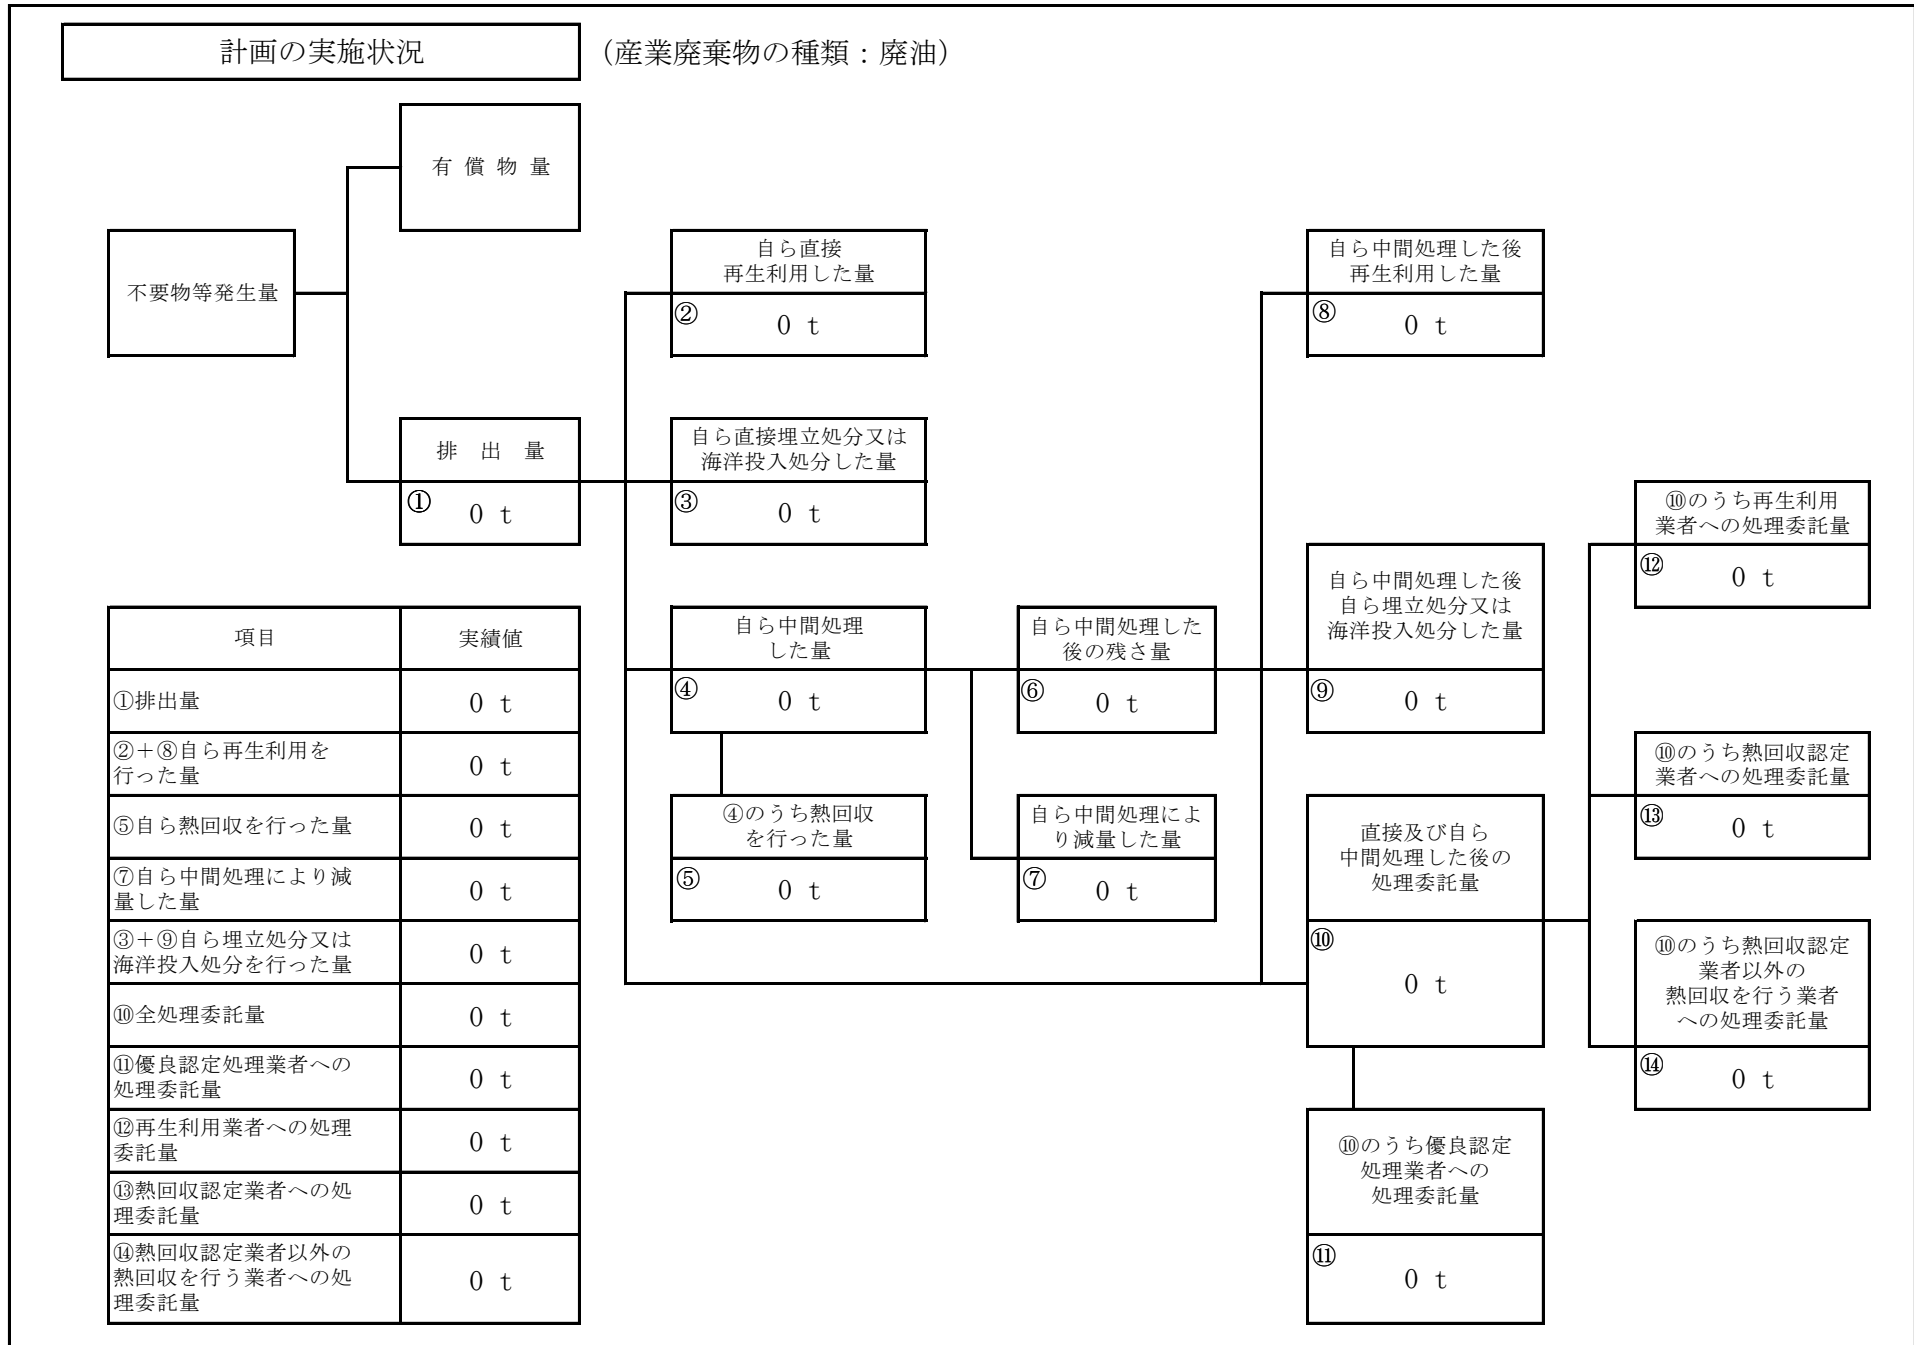 計画の実施状況
（産業廃棄物の種類：廃油）
有 償 物 量
不要物等発生量
排 出 量
①
0 t
自ら直接
再生利用した量
②
0 t
自ら直接埋立処分又は
海洋投入処分した量
③
0 t
自ら中間処理
した量
④
0 t
④のうち熱回収
を行った量
⑤
0 t
自ら中間処理した
後の残さ量
⑥
0 t
自ら中間処理によ
り減量した量
⑦
0 t
自ら中間処理した後
再生利用した量
⑧
0 t
自ら中間処理した後
自ら埋立処分又は
海洋投入処分した量
⑨
0 t
直接及び自ら
中間処理した後の
処理委託量
⑩
0 t
⑩のうち優良認定
処理業者への
処理委託量
⑪
0 t
⑩のうち再生利用
業者への処理委託量
⑫
0 t
⑩のうち熱回収認定
業者への処理委託量
⑬
0 t
⑩のうち熱回収認定
業者以外の
熱回収を行う業者
への処理委託量
⑭
0 t
項目 実績値
①排出量 0 t
②＋⑧自ら再生利用を
行った量 0 t
⑤自ら熱回収を行った量 0 t
⑦自ら中間処理により減
量した量 0 t
③＋⑨自ら埋立処分又は
海洋投入処分を行った量 0 t
⑩全処理委託量 0 t
⑪優良認定処理業者への
処理委託量 0 t
⑫再生利用業者への処理
委託量 0 t
⑬熱回収認定業者への処
理委託量 0 t
⑭熱回収認定業者以外の
熱回収を行う業者への処
理委託量 0 t